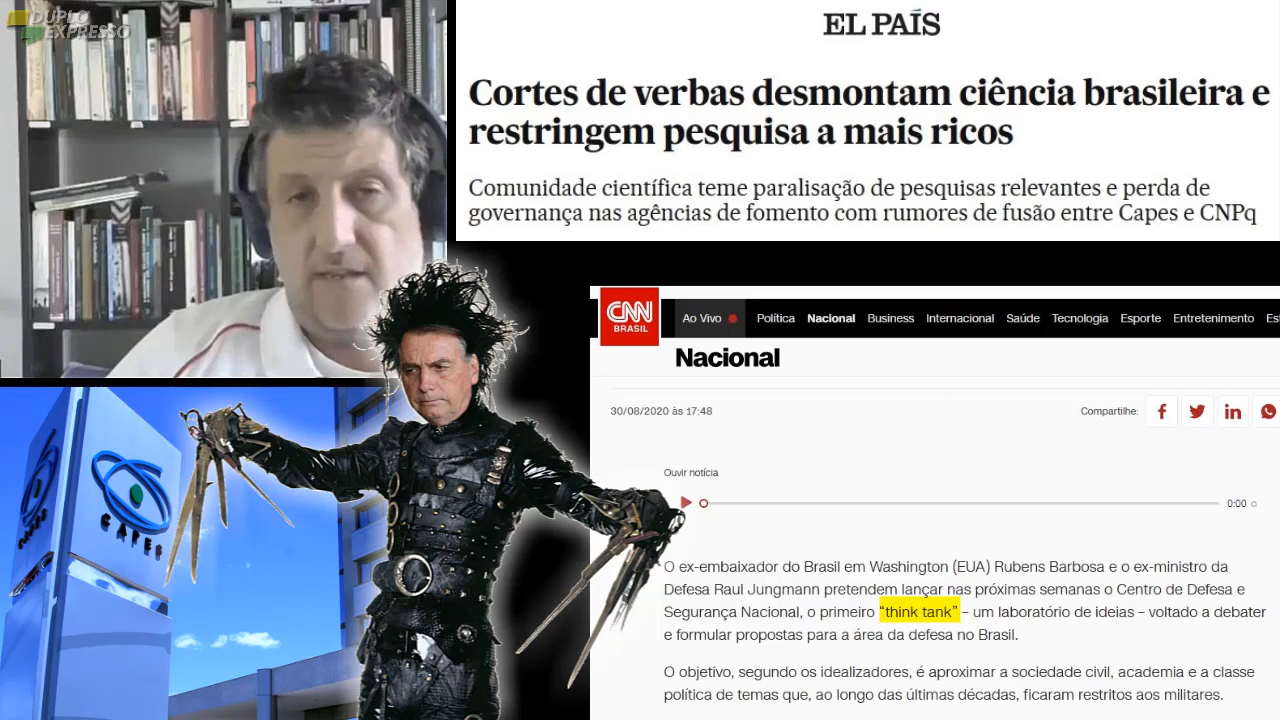 DUPLO
EXPRESSO
EL PAÍS
Cortes de verbas desmontam ciência brasileira e
restringem pesquisa a mais ricos
Comunidade científica teme paralisação de pesquisas relevantes e perda de
governança nas agências de fomento com rumores de fusão entre Capes e CNPq
CNN
BRASIL
Ao Vivo Política Nacional Business Internacional Saúde Tecnologia Esporte Entretenimento Es
Nacional
30/08/2020 às 17:48
Compartilhe:
Ouvir notícia
0:00
O ex-embaixador do Brasil em Washington (EUA) Rubens Barbosa e o ex-ministro da
Defesa Raul Jungmann pretendem lançar nas próximas semanas o Centro de Defesa e
Segurança Nacional, o primeiro “think tank” – um laboratório de ideias – voltado a debater
e formular propostas para a área da defesa no Brasil.
O objetivo, segundo os idealizadores, é aproximar a sociedade civil, academia e a classe
política de temas que, ao longo das últimas décadas, ficaram restritos aos militares.
CAPES
CAPES